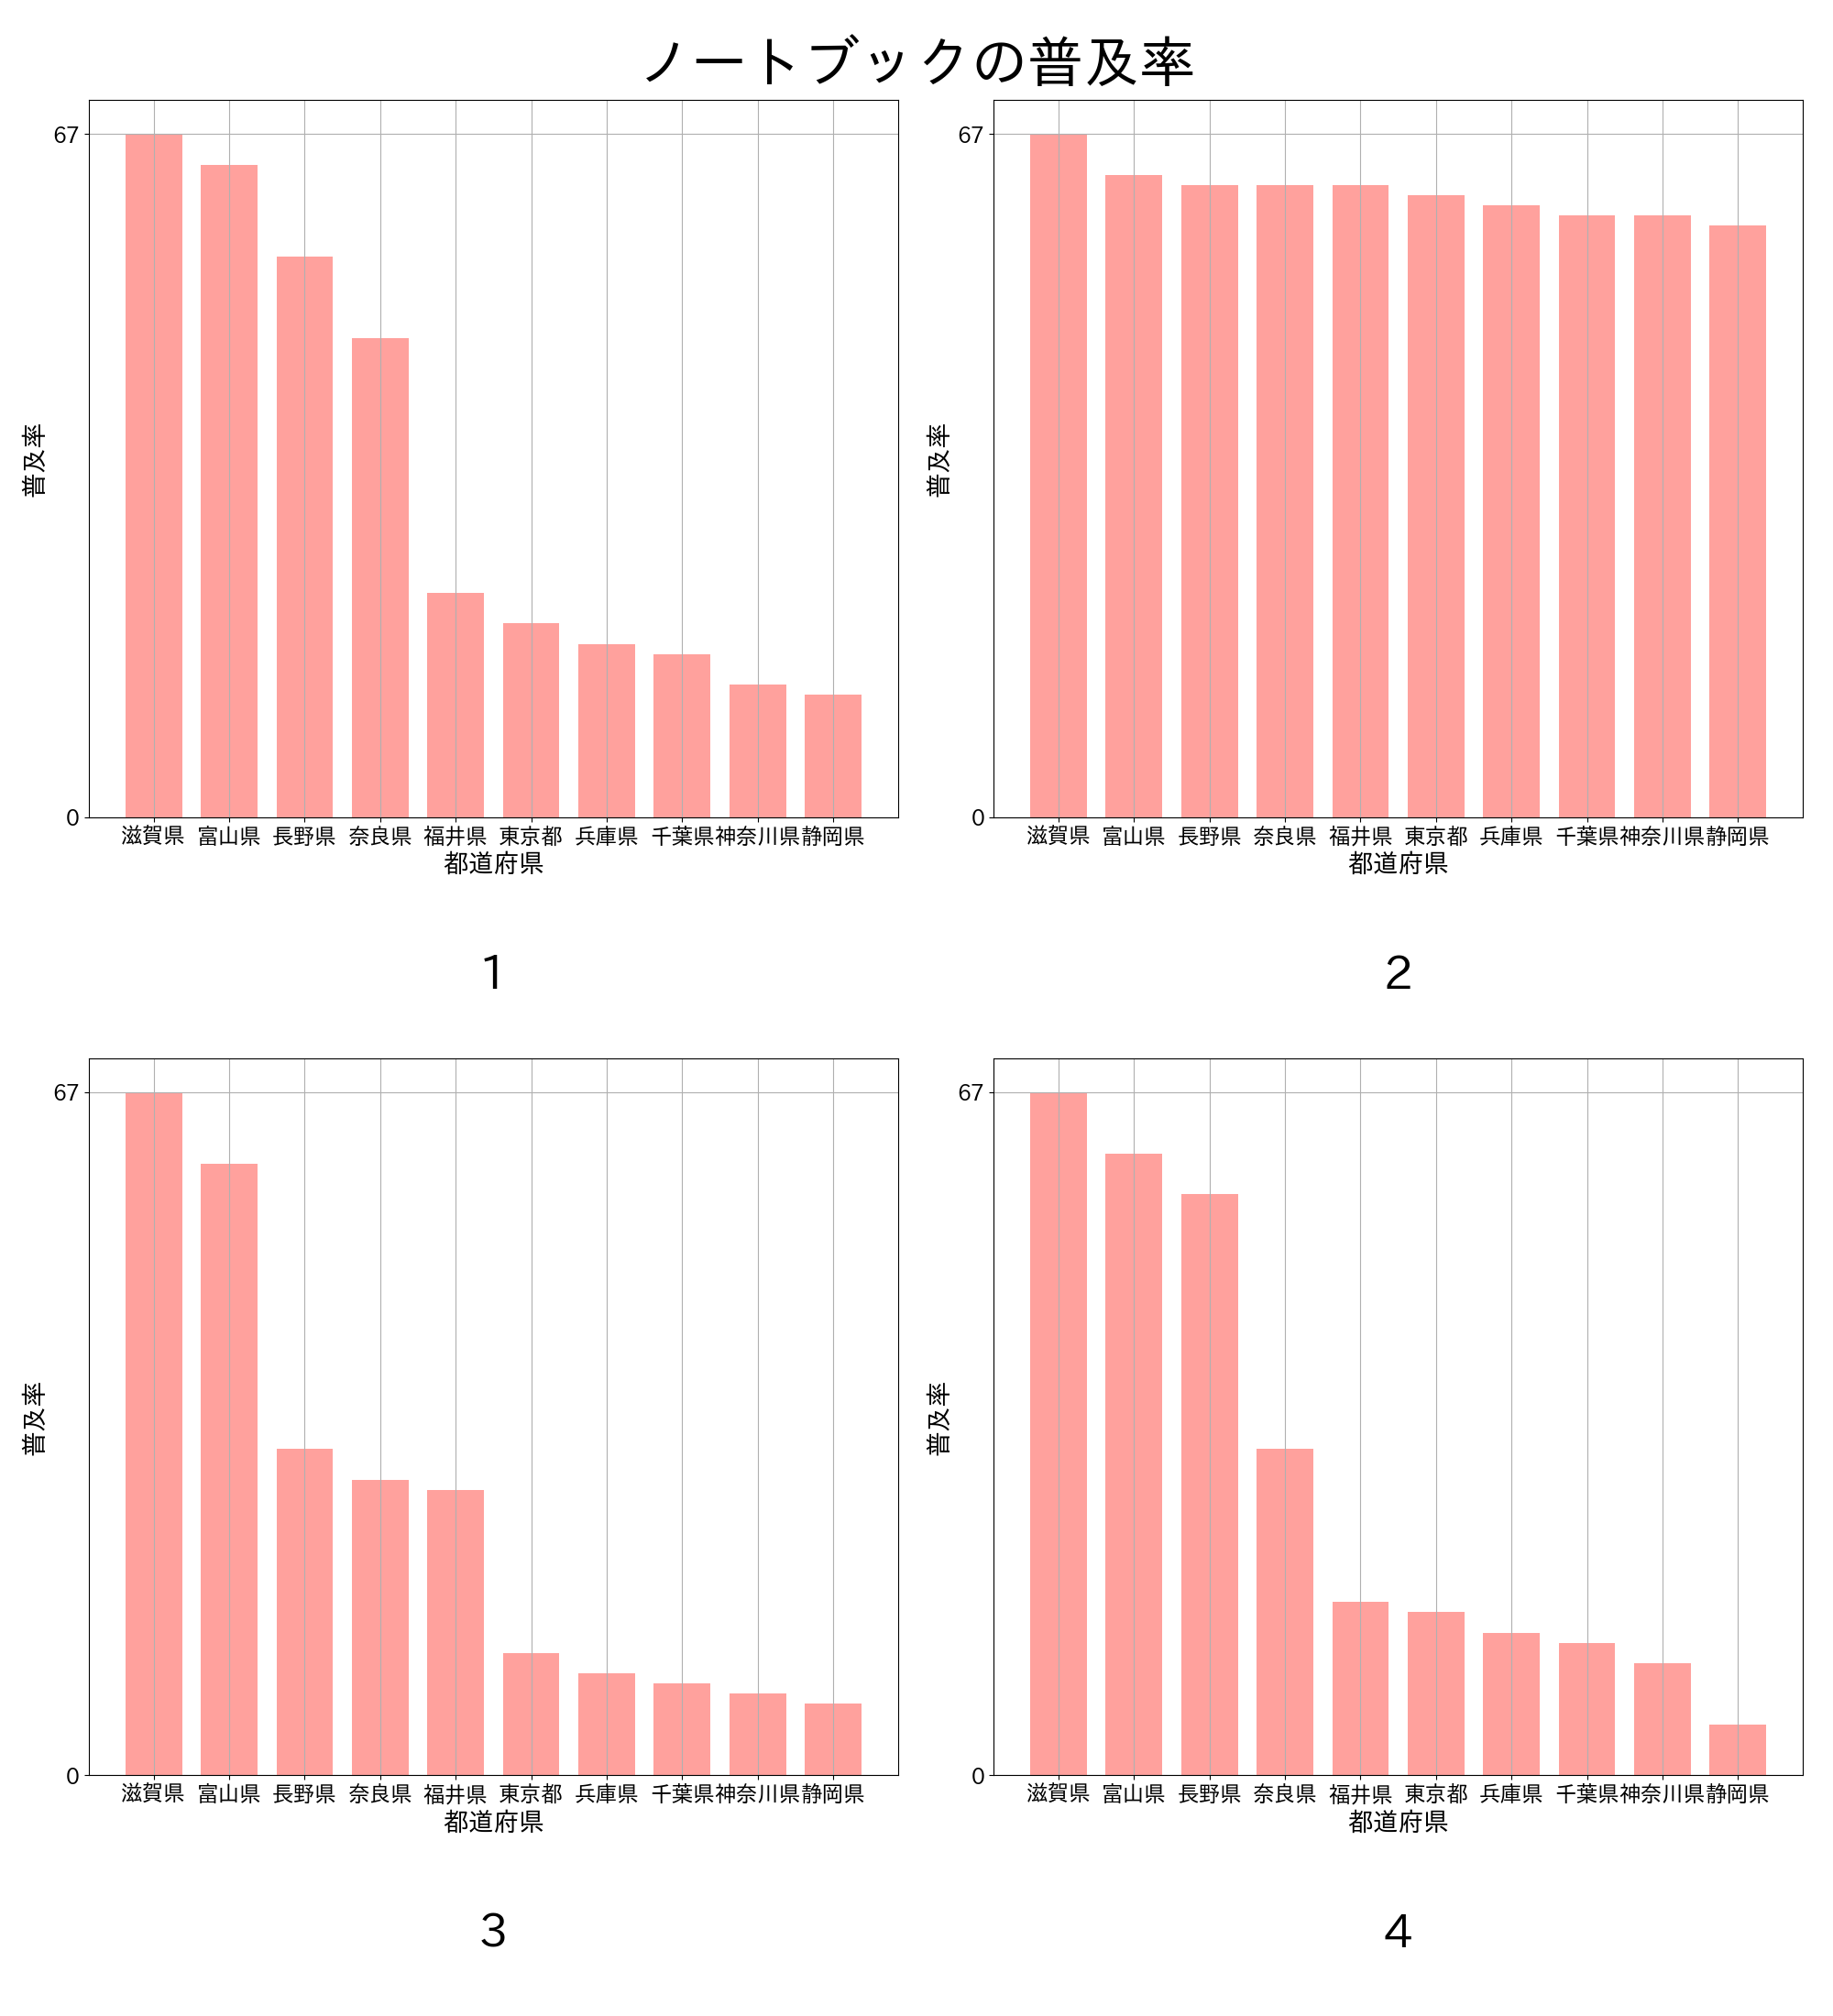 ノートブックの普及率
67
普及率
0
滋賀県 富山県 長野県 奈良県 福井県 東京都 兵庫県 千葉県 神奈川県 静岡県
都道府県
1
67
普及率
0
滋賀県 富山県 長野県 奈良県 福井県 東京都 兵庫県 千葉県 神奈川県 静岡県
都道府県
2
67
普及率
0
滋賀県 富山県 長野県 奈良県 福井県 東京都 兵庫県 千葉県 神奈川県 静岡県
都道府県
3
67
普及率
0
滋賀県 富山県 長野県 奈良県 福井県 東京都 兵庫県 千葉県 神奈川県 静岡県
都道府県
4